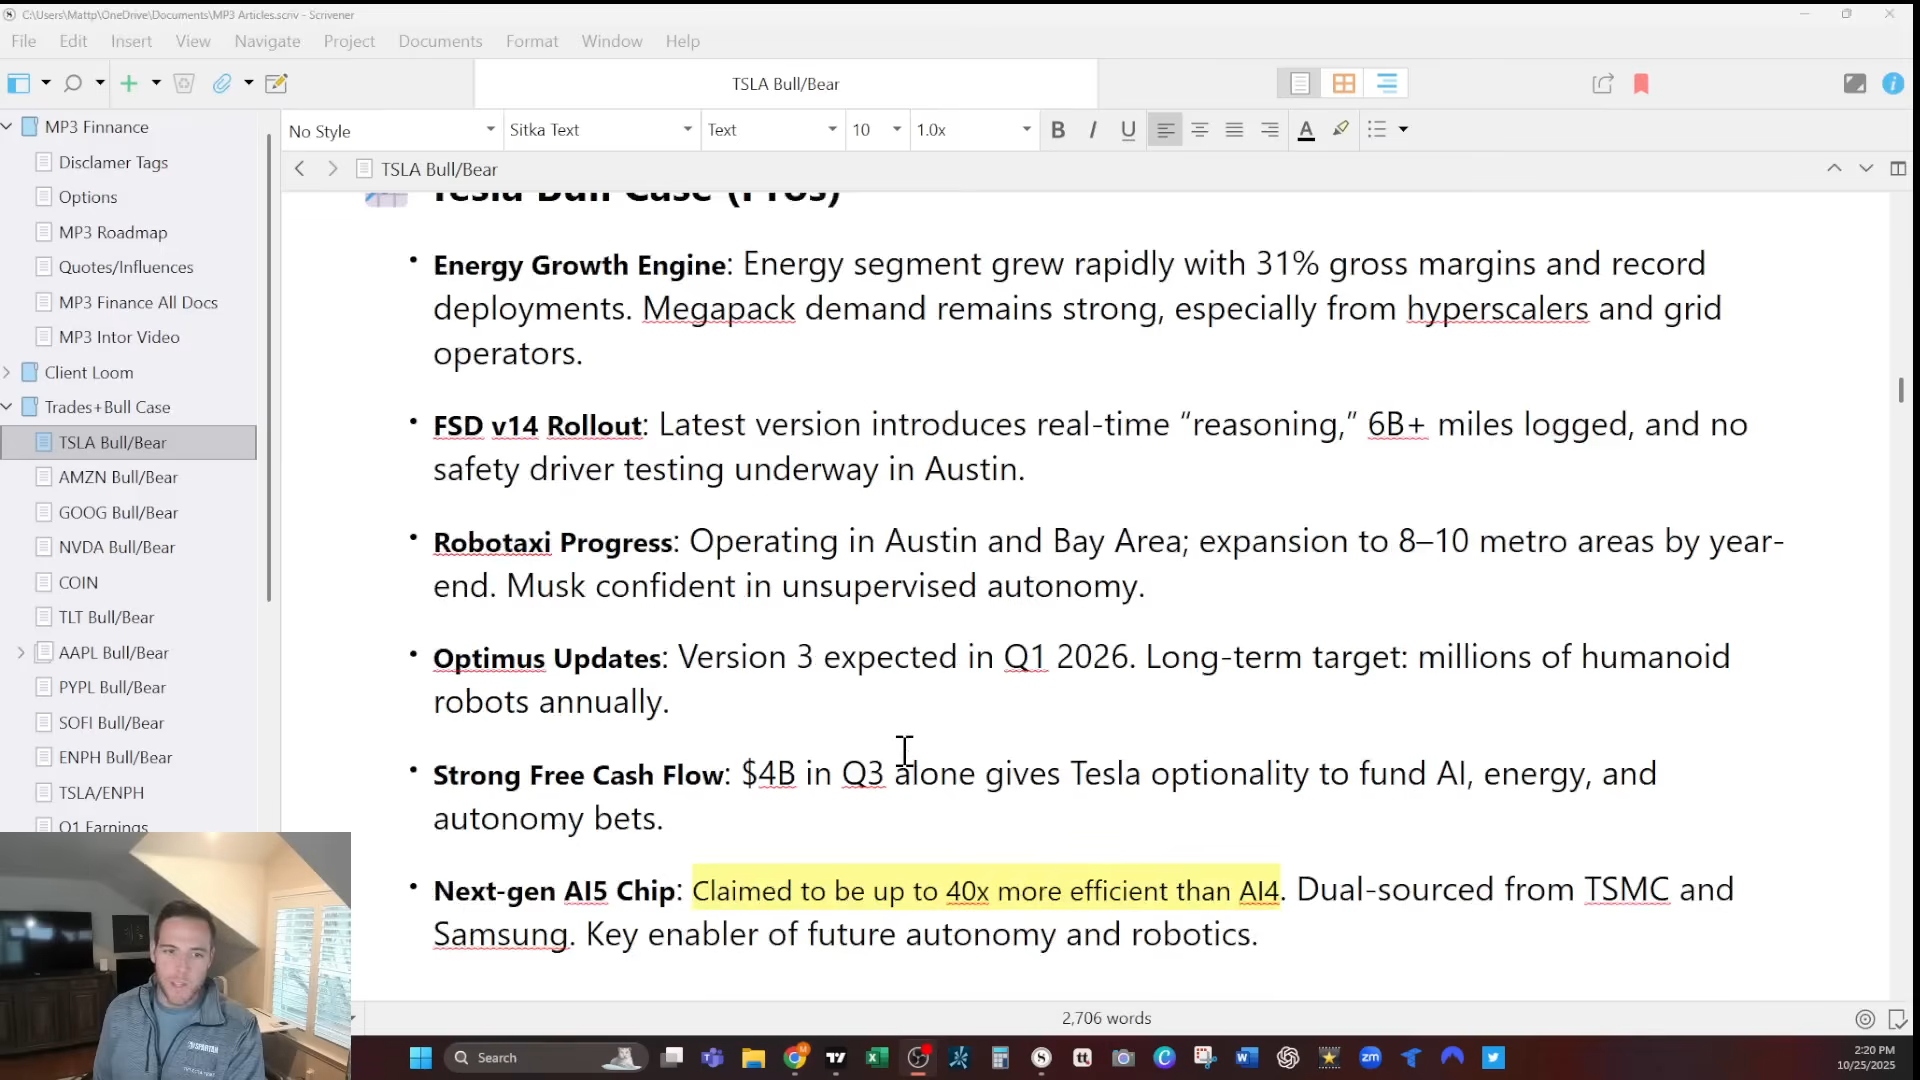 C:\Users\Mattp\OneDrive\Documents\MP3 Articles.scriv - Scrivener
File Edit Insert View Navigate Project Documents Format Window Help
TSLA Bull/Bear
No Style Sitka Text Text 10 1.0x B I U A
TSLA Bull/Bear
MP3 Finnance
Disclamer Tags
Options
MP3 Roadmap
Quotes/Influences
MP3 Finance All Docs
MP3 Intor Video
Client Loom
Trades+Bull Case
TSLA Bull/Bear
AMZN Bull/Bear
GOOG Bull/Bear
NVDA Bull/Bear
COIN
TLT Bull/Bear
AAPL Bull/Bear
PYPL Bull/Bear
SOFI Bull/Bear
ENPH Bull/Bear
TSLA/ENPH
Q1 Earnings
Tesla Bull Case (Pros)
• Energy Growth Engine: Energy segment grew rapidly with 31% gross margins and record
deployments. Megapack demand remains strong, especially from hyperscalers and grid
operators.
• FSD v14 Rollout: Latest version introduces real-time “reasoning,” 6B+ miles logged, and no
safety driver testing underway in Austin.
• Robotaxi Progress: Operating in Austin and Bay Area; expansion to 8–10 metro areas by year-
end. Musk confident in unsupervised autonomy.
• Optimus Updates: Version 3 expected in Q1 2026. Long-term target: millions of humanoid
robots annually.
• Strong Free Cash Flow: $4B in Q3 alone gives Tesla optionality to fund AI, energy, and
autonomy bets.
• Next-gen AI5 Chip: Claimed to be up to 40x more efficient than AI4. Dual-sourced from TSMC and
Samsung. Key enabler of future autonomy and robotics.
2,706 words
SPARTAN
Search
tt
zm
2:20 PM
10/25/2025